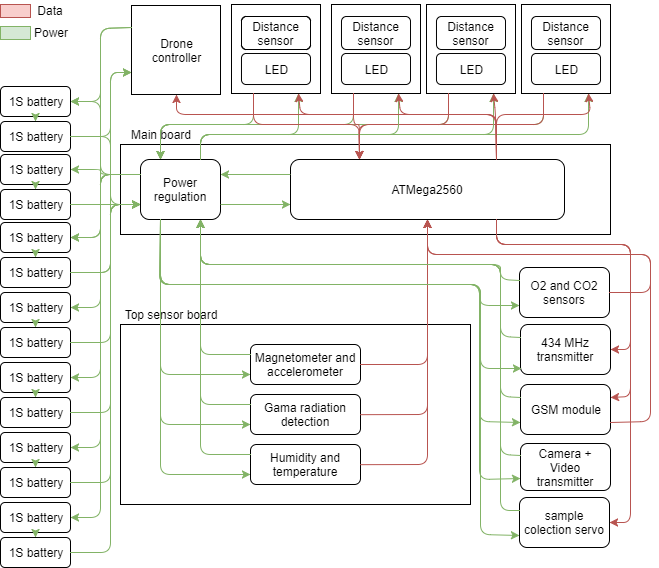 Data
Power
Drone
controller
Distance
sensor
LED
Distance
sensor
LED
Distance
sensor
LED
Distance
sensor
LED
1S battery
1S battery
1S battery
1S battery
1S battery
1S battery
1S battery
1S battery
1S battery
1S battery
1S battery
1S battery
1S battery
1S battery
Main board
Power
regulation
ATMega2560
Top sensor board
Magnetometer and
accelerometer
Gama radiation
detection
Humidity and
temperature
O2 and CO2
sensors
434 MHz
transmitter
GSM module
Camera +
Video
transmitter
sample
colection servo